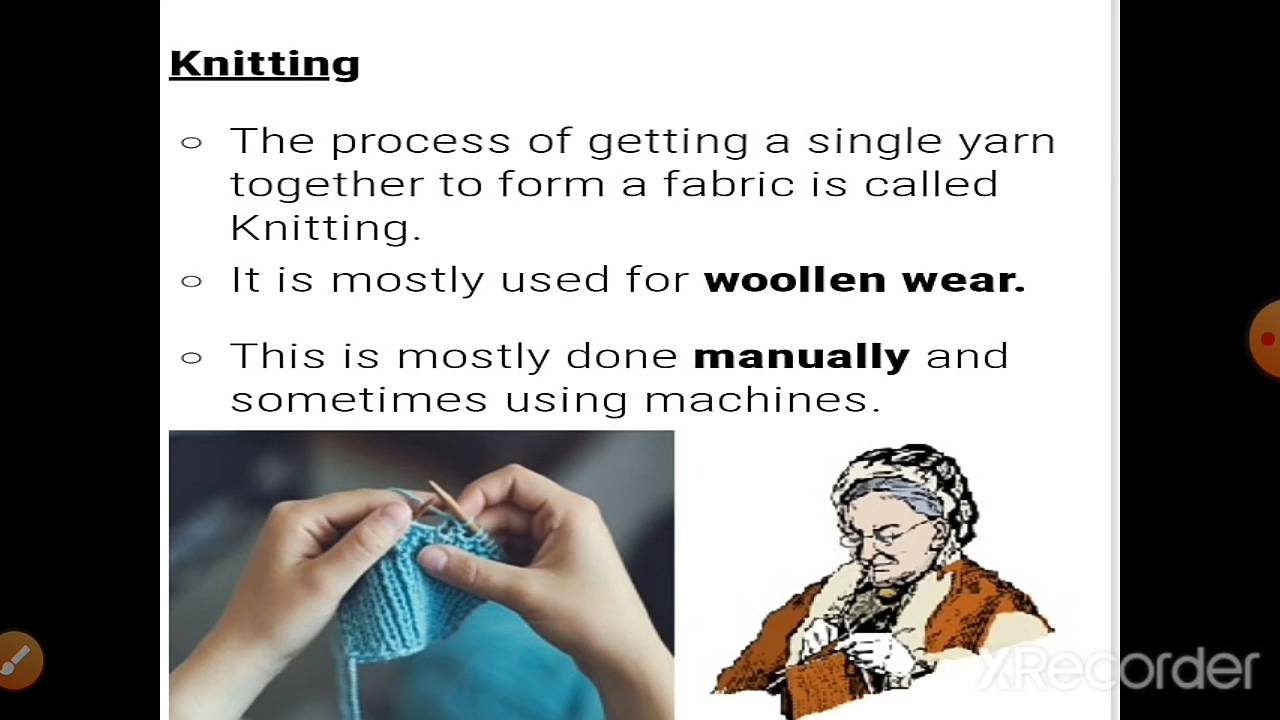 Knitting
○ The process of getting a single yarn
together to form a fabric is called
Knitting.
○ It is mostly used for woollen wear.
○ This is mostly done manually and
sometimes using machines.
XRecorder